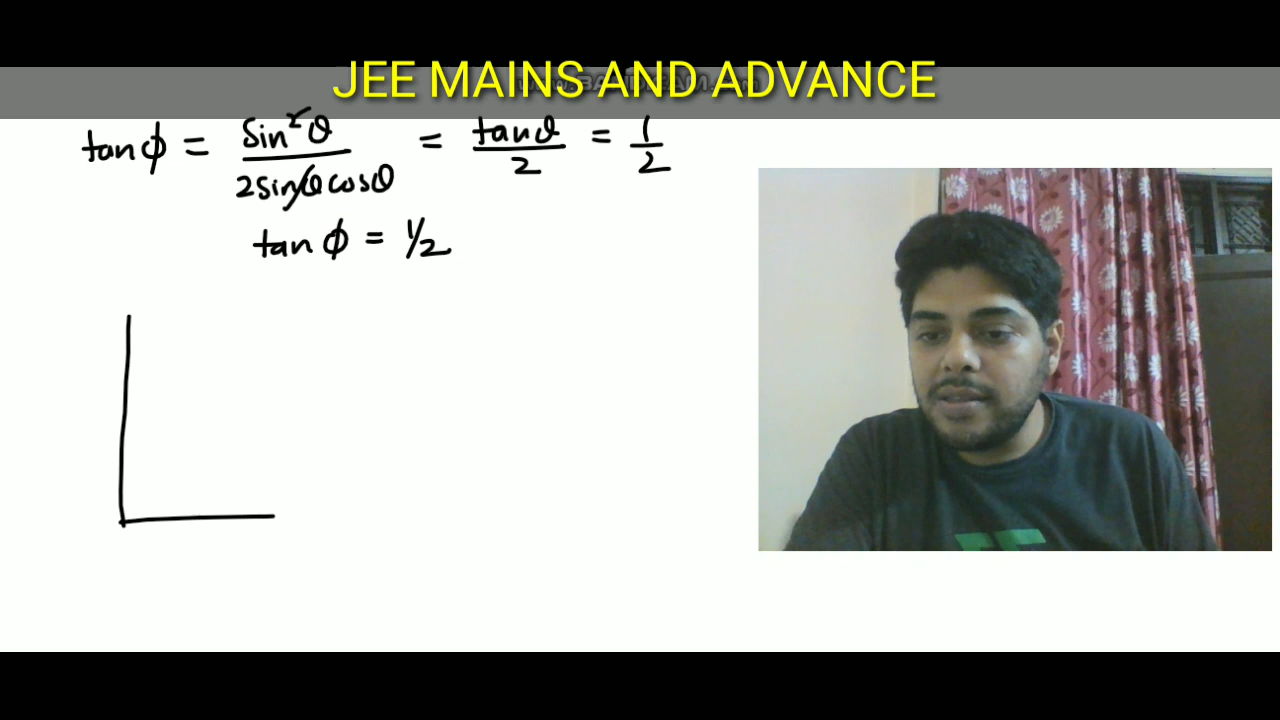 JEE MAINS AND ADVANCE
tanϕ = sin²θ / 2sinθcosθ = tanθ / 2 = 1 / 2
tanϕ = 1/2